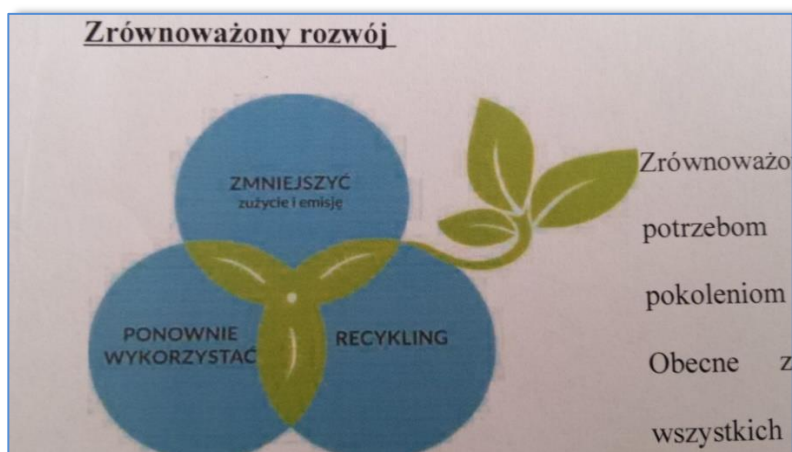 Zrównoważony rozwój
ZMNIEJSZYĆ
zużycie i emisję
PONOWNIE
WYKORZYSTAĆ
RECYKLING
potrzebom
pokoleniom
Obecne
wszystkich